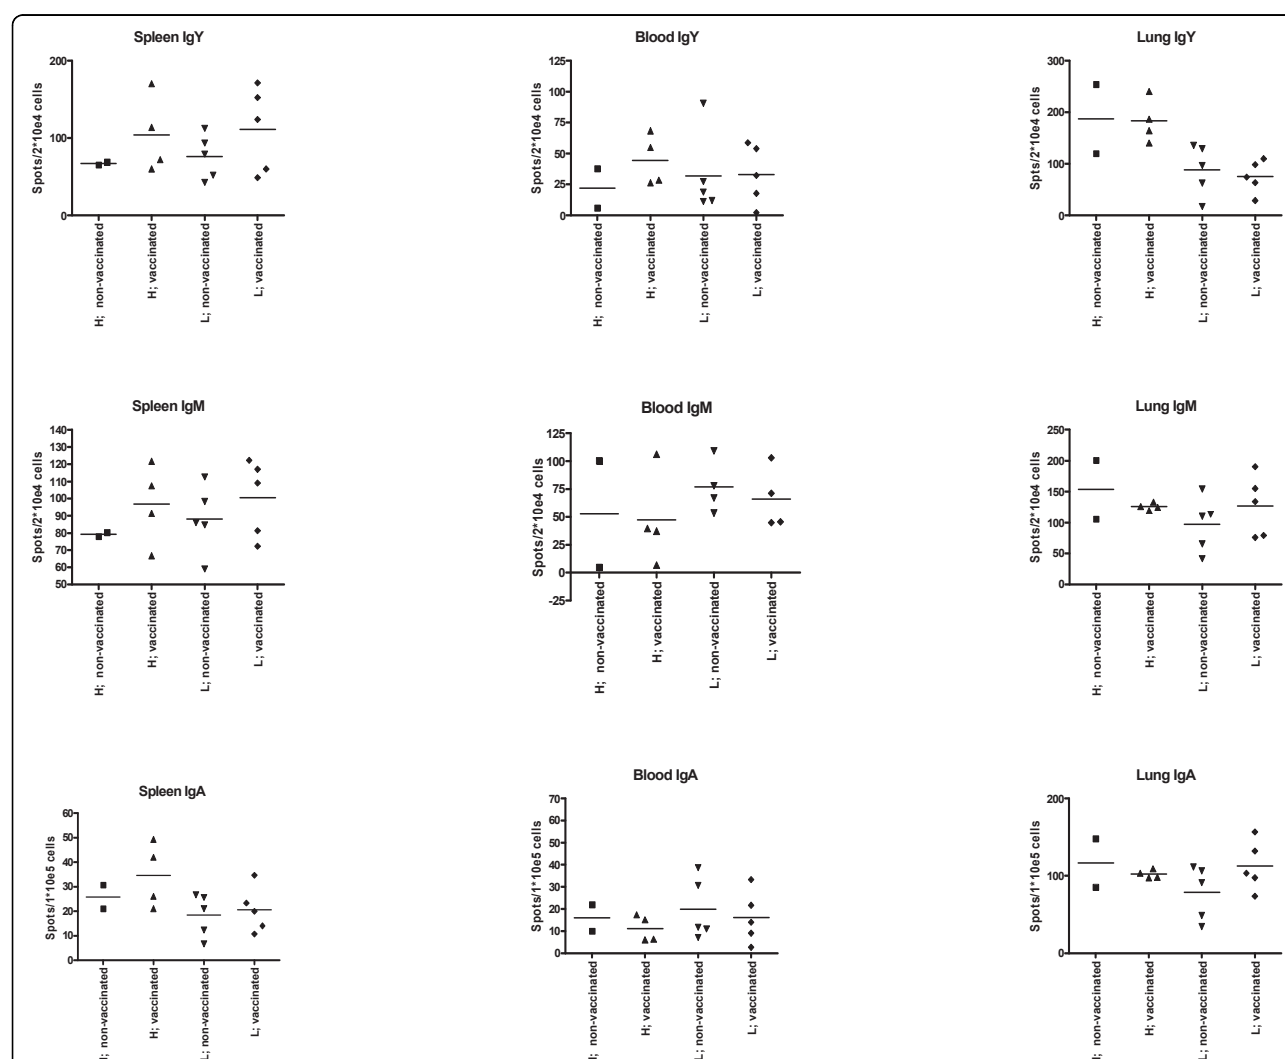 Spleen IgY
Spots/2*10e4 cells
200
100
0
H; non-vaccinated
H; vaccinated
L; non-vaccinated
L; vaccinated
Blood IgY
Spots/2*10e4 cells
125
100
75
50
25
0
H; non-vaccinated
H; vaccinated
L; non-vaccinated
L; vaccinated
Lung IgY
Spts/2*10e4 cells
300
200
100
0
H; non-vaccinated
H; vaccinated
L; non-vaccinated
L; vaccinated
Spleen IgM
Spots/2*10e4 cells
140
130
120
110
100
90
80
70
60
50
H; non-vaccinated
H; vaccinated
L; non-vaccinated
L; vaccinated
Blood IgM
Spots/2*10e4 cells
125
100
75
50
25
0
-25
H; non-vaccinated
H; vaccinated
L; non-vaccinated
L; vaccinated
Lung IgM
Spots/2*10e4 cells
250
200
150
100
50
0
H; non-vaccinated
H; vaccinated
L; non-vaccinated
L; vaccinated
Spleen IgA
Spots/1*10e5 cells
60
50
40
30
20
10
0
H; non-vaccinated
H; vaccinated
L; non-vaccinated
L; vaccinated
Blood IgA
Spots/1*10e5 cells
70
60
50
40
30
20
10
0
H; non-vaccinated
H; vaccinated
L; non-vaccinated
L; vaccinated
Lung IgA
Spots/1*10e5 cells
200
100
0
H; non-vaccinated
H; vaccinated
L; non-vaccinated
L; vaccinated